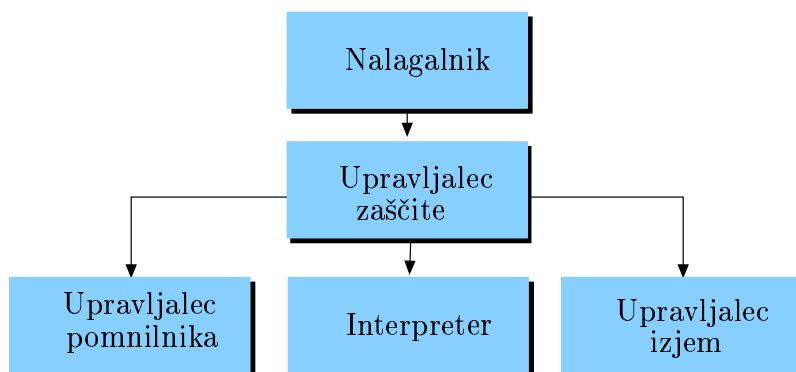 Nalagalnik
Upravljalec
zaščite
Upravljalec
pomnilnika
Interpreter
Upravljalec
izjem